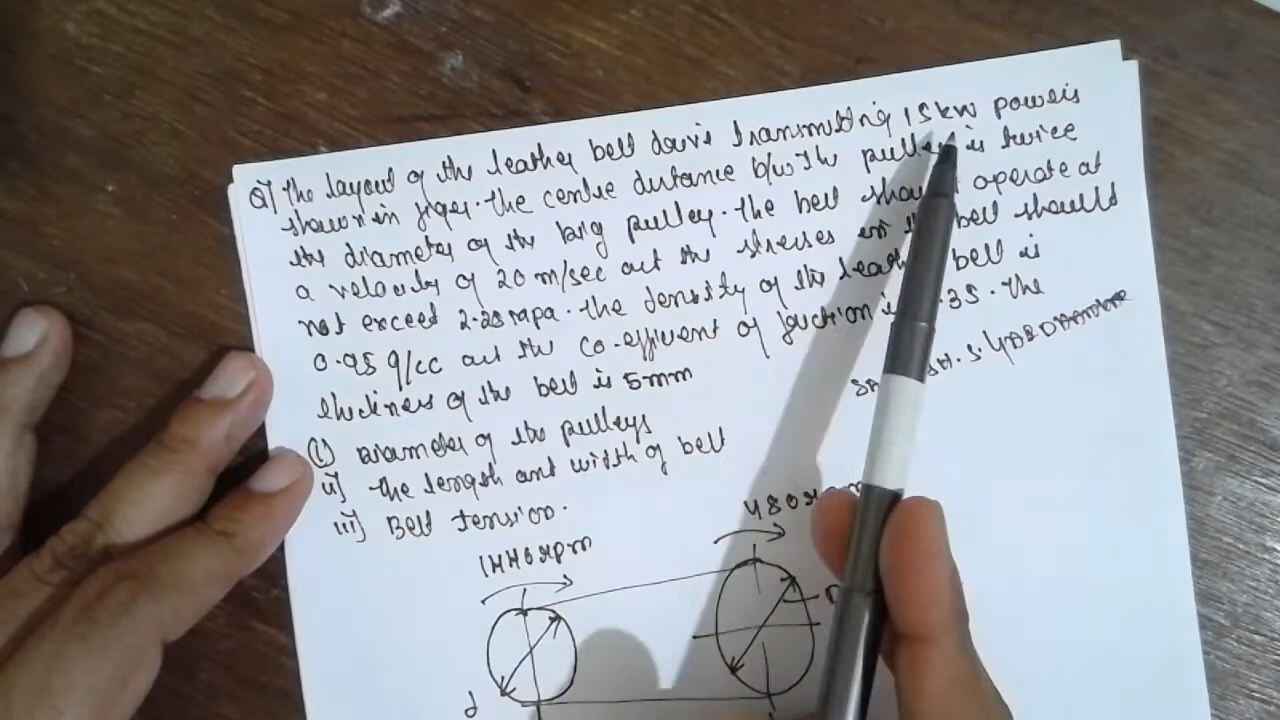 Q) The layout of the leather belt drive transmitting 15 kW power is
shown in figer. The centre distance b/w the pulley is twice
the diameter of the big pulley. The belt should operate at
a velocity of 20 m/sec and the stresses in the belt should
not exceed 2.25 mpa. The density of the leather belt is
0.95 g/cc and the co-efficient of friction is 0.35. The
thickness of the belt is 5mm
(i) Diameter of the pulleys
ii) The length and width of belt
iii) Belt tension.
1440 rpm
480 rpm
d
D